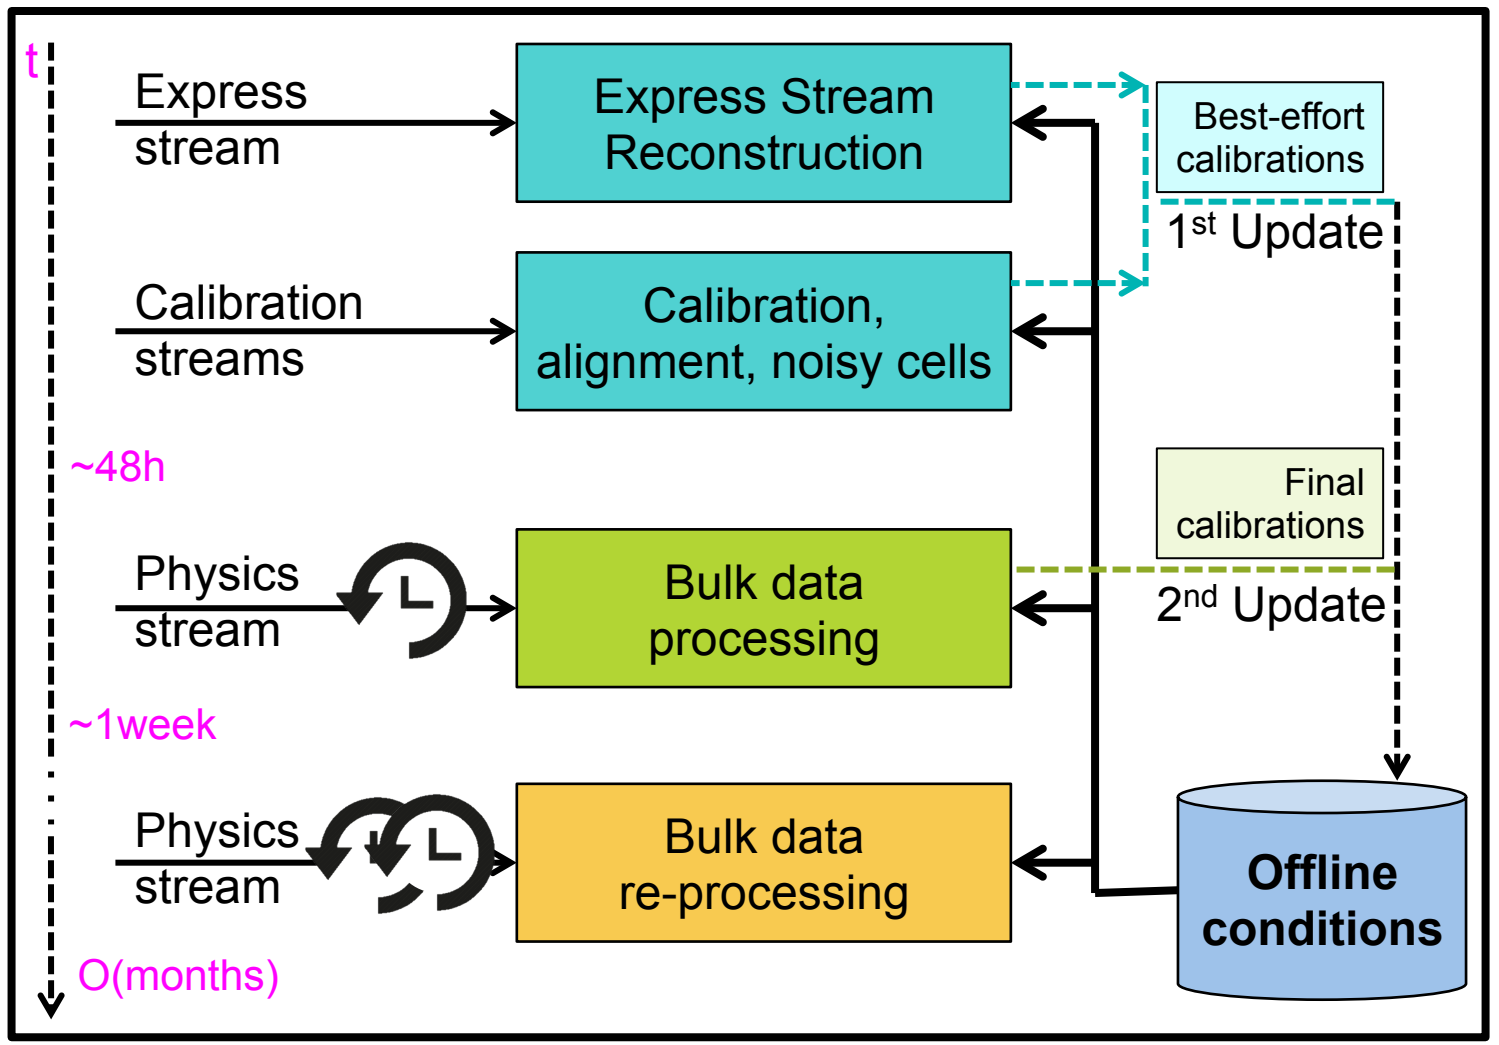 t
Express
stream
Express Stream
Reconstruction
Best-effort
calibrations
1st Update
Calibration
streams
Calibration,
alignment, noisy cells
~48h
Final
calibrations
2nd Update
Physics
stream
Bulk data
processing
~1week
Physics
stream
Bulk data
re-processing
Offline
conditions
O(months)